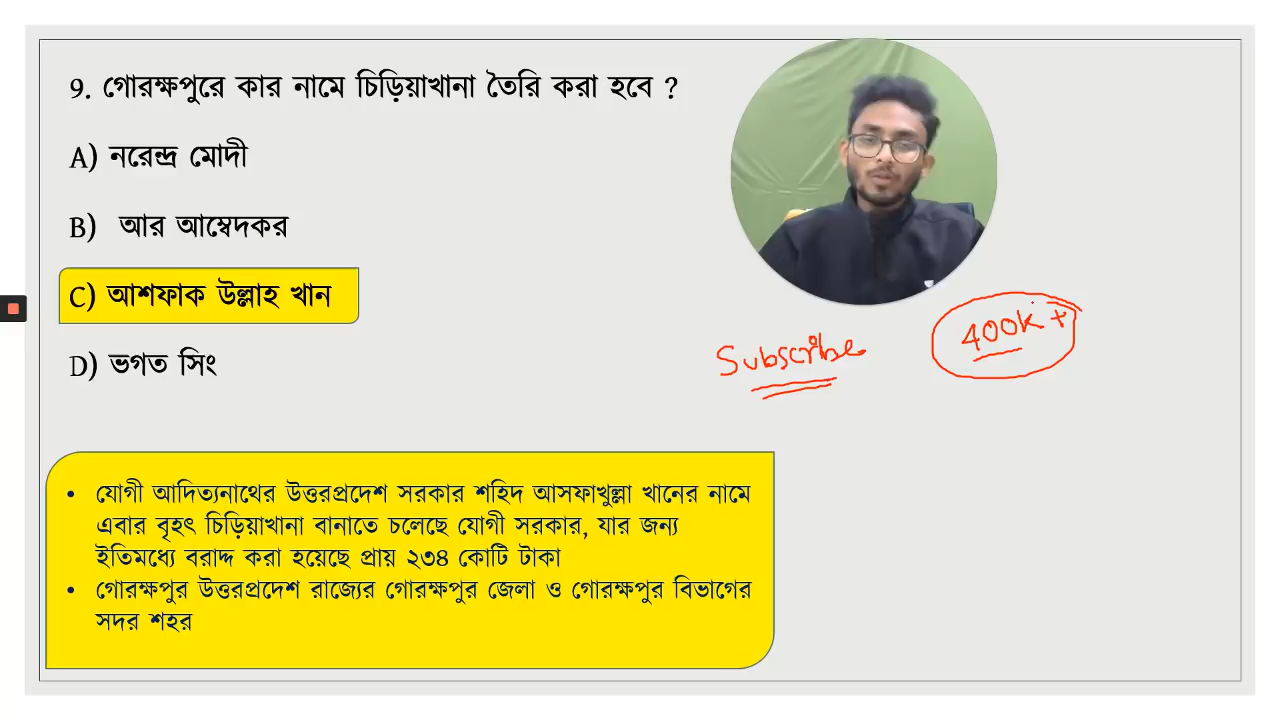 9. গোরক্ষপুরে কার নামে চিড়িয়াখানা তৈরি করা হবে ?
A) নরেন্দ্র মোদী
B) আর আম্বেদকর
C) আশফাক উল্লাহ খান
D) ভগত সিং
Subscribe
400K+
• যোগী আদিত্যনাথের উত্তরপ্রদেশ সরকার শহিদ আসফাখুল্লা খানের নামে
এবার বৃহৎ চিড়িয়াখানা বানাতে চলেছে যোগী সরকার, যার জন্য
ইতিমধ্যে বরাদ্দ করা হয়েছে প্রায় ২৩৪ কোটি টাকা
• গোরক্ষপুর উত্তরপ্রদেশ রাজ্যের গোরক্ষপুর জেলা ও গোরক্ষপুর বিভাগের
সদর শহর